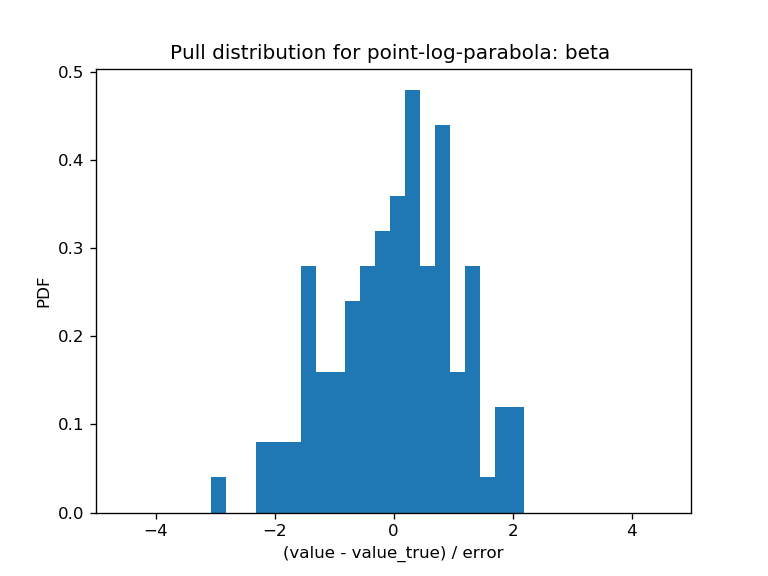 Pull distribution for point-log-parabola: beta
0.5
0.4
0.3
0.2
0.1
0.0
PDF
−4 −2 0 2 4
(value - value_true) / error